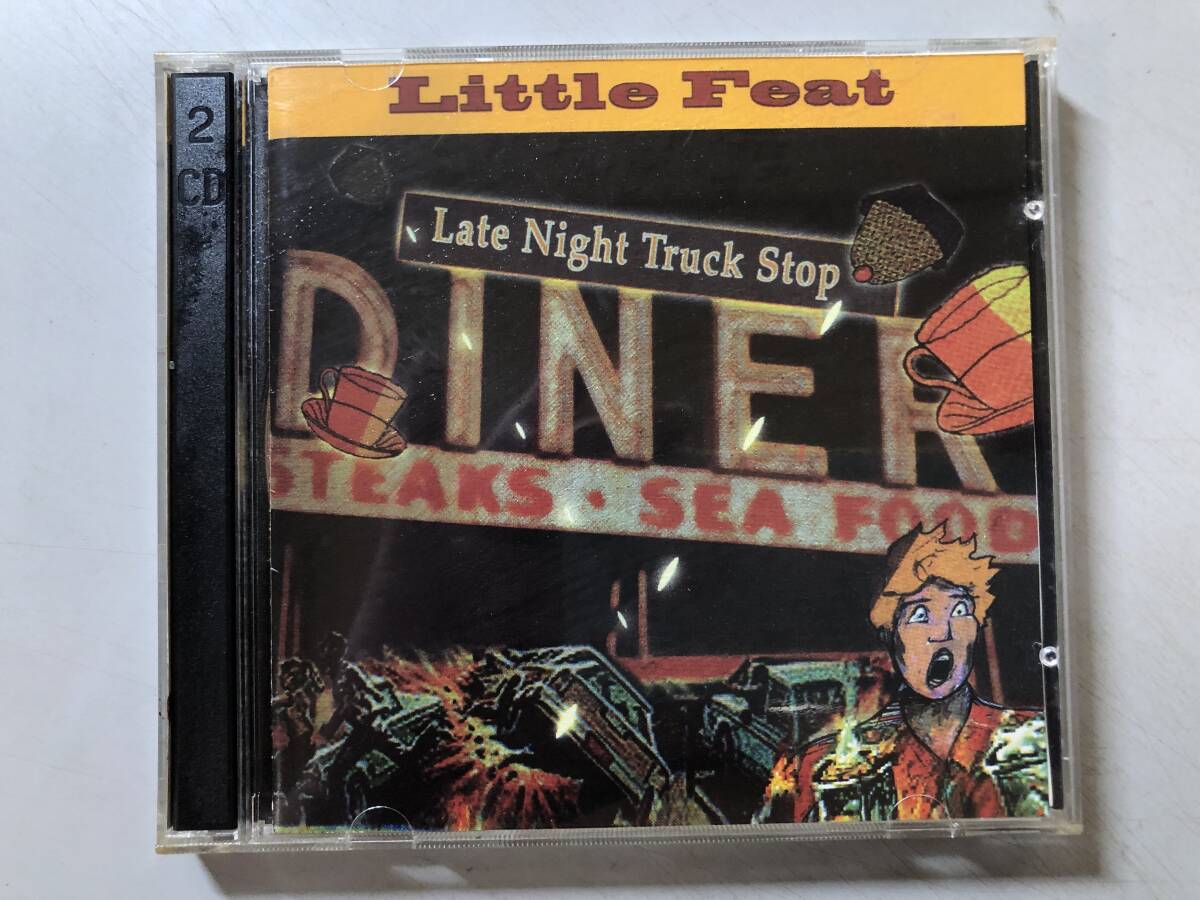 2
CD
Little Feat
Late Night Truck Stop
DINER
STEAKS · SEA FOOD